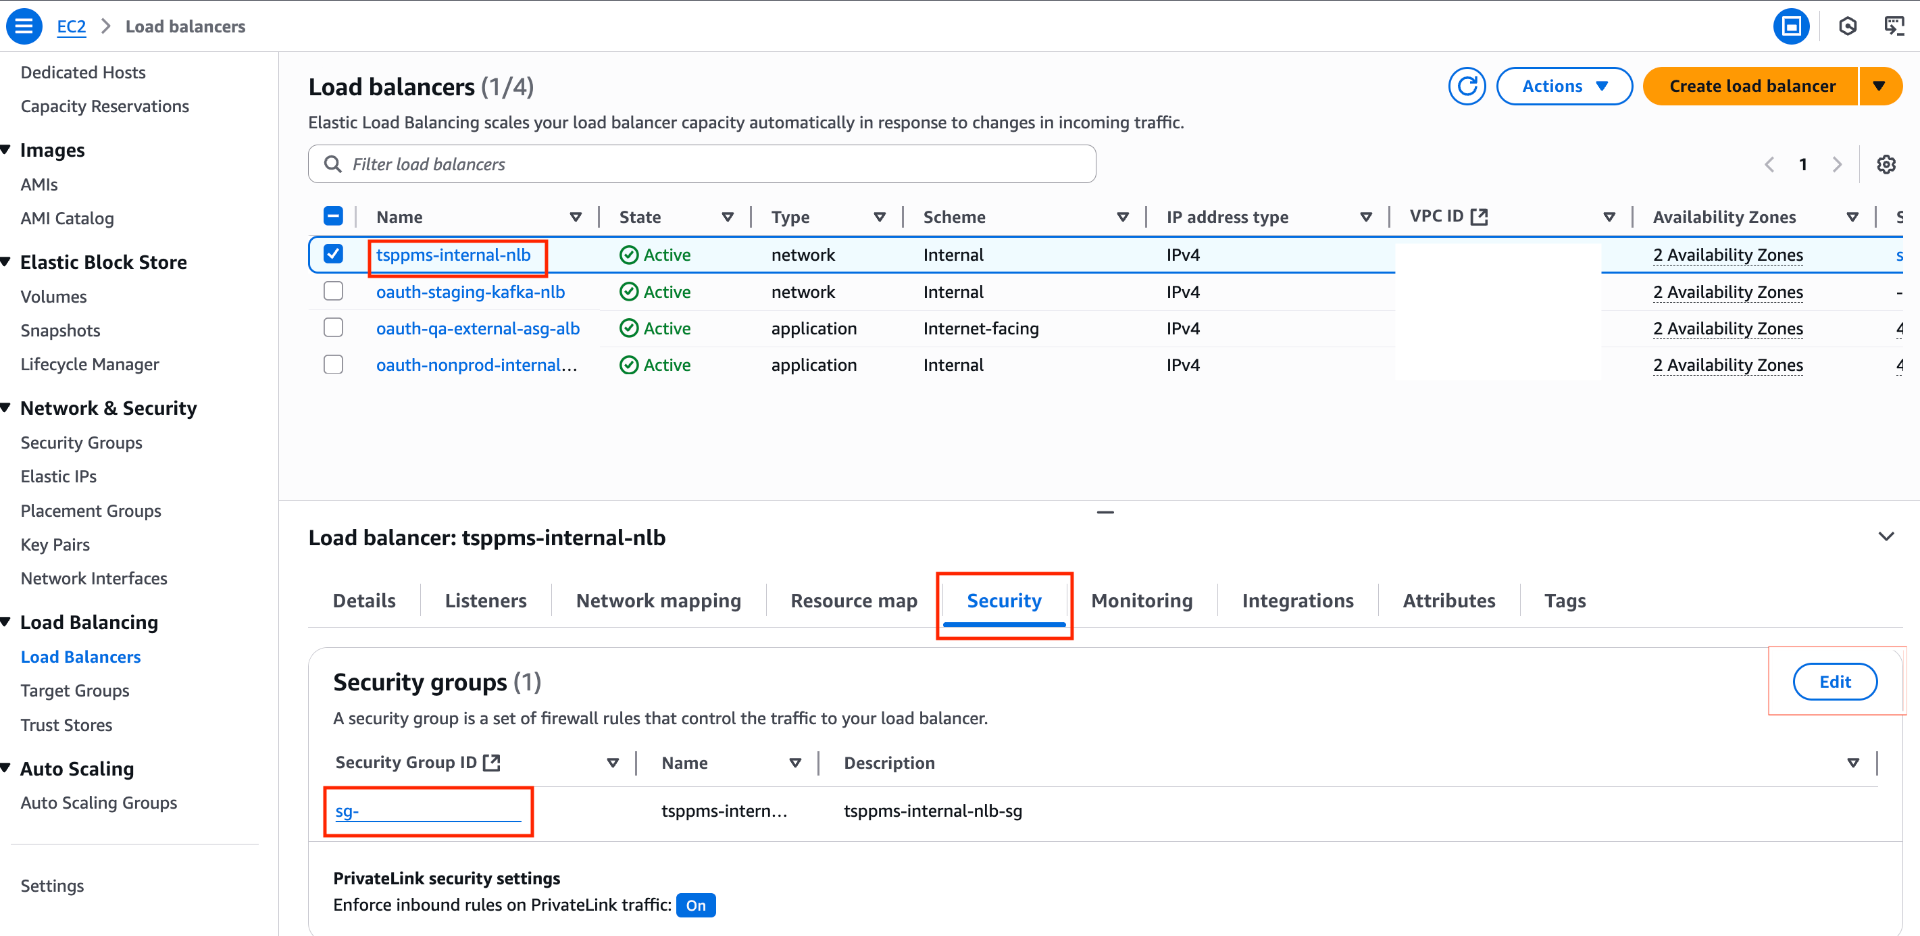 EC2 > Load balancers
Dedicated Hosts
Capacity Reservations
Images
AMIs
AMI Catalog
Elastic Block Store
Volumes
Snapshots
Lifecycle Manager
Network & Security
Security Groups
Elastic IPs
Placement Groups
Key Pairs
Network Interfaces
Load Balancing
Load Balancers
Target Groups
Trust Stores
Auto Scaling
Auto Scaling Groups
Settings
Load balancers (1/4)
Actions
Create load balancer
Elastic Load Balancing scales your load balancer capacity automatically in response to changes in incoming traffic.
Filter load balancers
1
Name State Type Scheme IP address type VPC ID Availability Zones
tsppms-internal-nlb Active network Internal IPv4 2 Availability Zones
oauth-staging-kafka-nlb Active network Internal IPv4 2 Availability Zones -
oauth-qa-external-asg-alb Active application Internet-facing IPv4 2 Availability Zones 4
oauth-nonprod-internal... Active application Internal IPv4 2 Availability Zones 4
Load balancer: tsppms-internal-nlb
Details Listeners Network mapping Resource map Security Monitoring Integrations Attributes Tags
Security groups (1)
Edit
A security group is a set of firewall rules that control the traffic to your load balancer.
Security Group ID Name Description
sg- tsppms-intern... tsppms-internal-nlb-sg
PrivateLink security settings
Enforce inbound rules on PrivateLink traffic: On